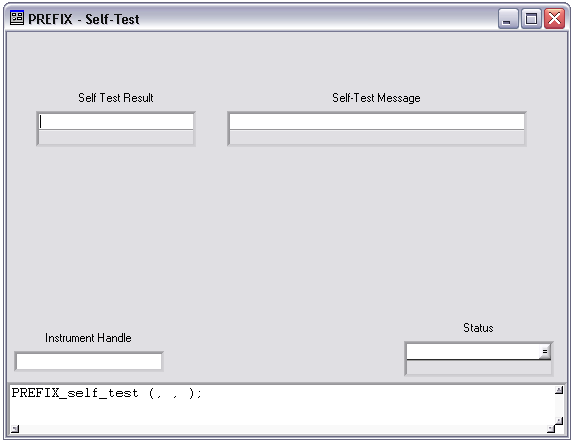 PREFIX - Self-Test
Self Test Result
Self-Test Message
Instrument Handle
Status
=
PREFIX_self_test (, , );